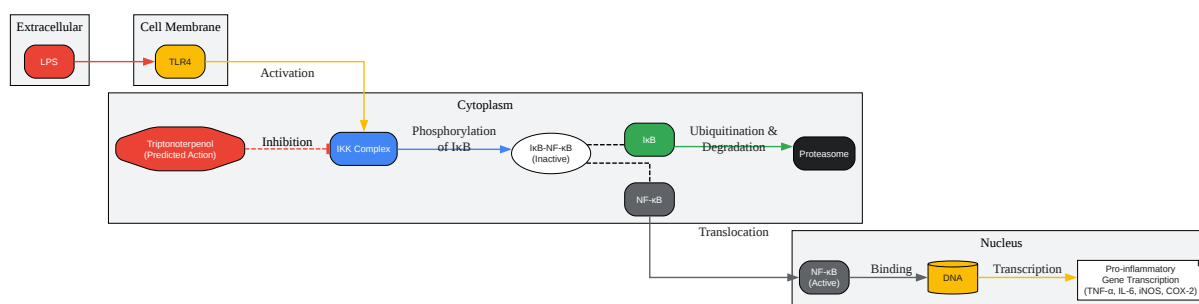 Extracellular
LPS
Cell Membrane
TLR4
Activation
Cytoplasm
Triptonoterpenol
(Predicted Action)
Inhibition
IKK Complex
Phosphorylation
of IκB
IκB-NF-κB
(Inactive)
IκB
Ubiquitination &
Degradation
Proteasome
NF-κB
Translocation
Nucleus
NF-κB
(Active)
Binding
DNA
Transcription
Pro-inflammatory
Gene Transcription
(TNF-α, IL-6, iNOS, COX-2)